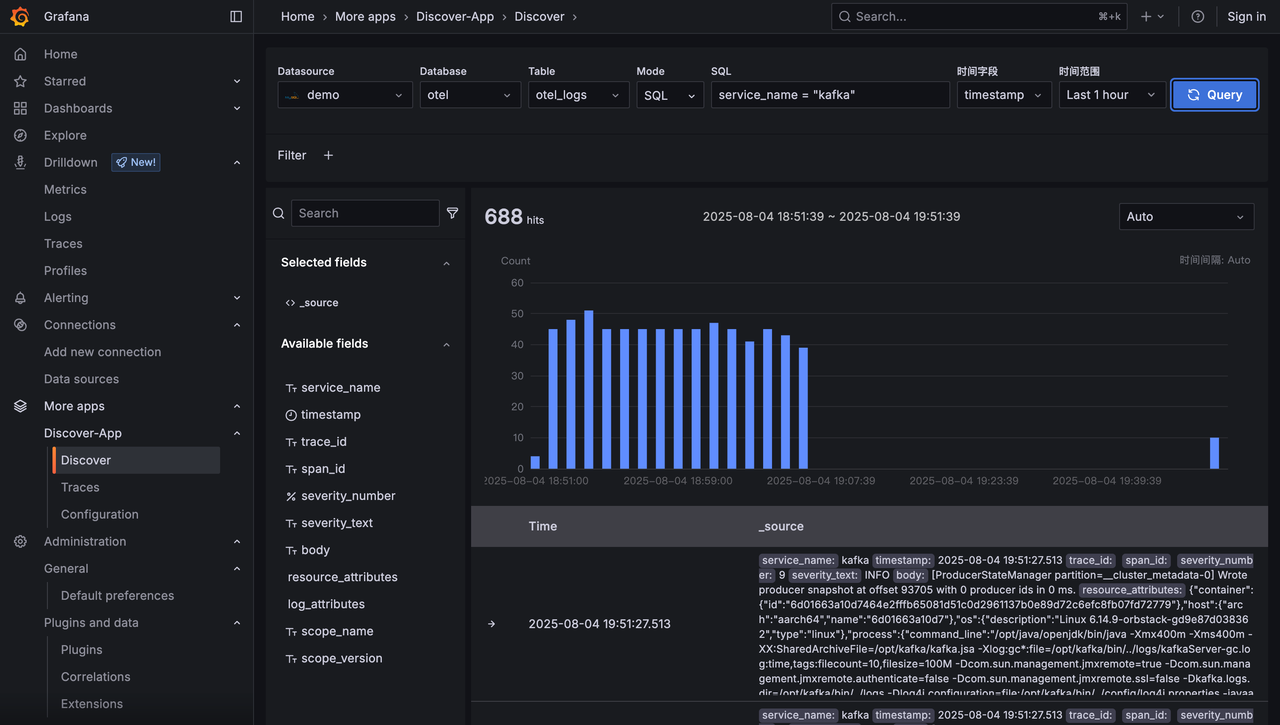 Grafana
Home › More apps › Discover-App › Discover ›
Search... ⌘+k
Sign in
Home
Starred
Dashboards
Explore
Drilldown New!
Metrics
Logs
Traces
Profiles
Alerting
Connections
Add new connection
Data sources
More apps
Discover-App
Discover
Traces
Configuration
Administration
General
Default preferences
Plugins and data
Plugins
Correlations
Extensions
Datasource Database Table Mode SQL 时间字段 时间范围
demo otel otel_logs SQL service_name = "kafka" timestamp Last 1 hour Query
Filter +
Search
Selected fields
_source
Available fields
service_name
timestamp
trace_id
span_id
severity_number
severity_text
body
resource_attributes
log_attributes
scope_name
scope_version
688 hits 2025-08-04 18:51:39 ~ 2025-08-04 19:51:39 Auto
Count 时间间隔: Auto
60
50
40
30
20
10
0
2025-08-04 18:51:00 2025-08-04 18:59:00 2025-08-04 19:07:39 2025-08-04 19:23:39 2025-08-04 19:39:39
Time _source
2025-08-04 19:51:27.513
service_name: kafka timestamp: 2025-08-04 19:51:27.513 trace_id: span_id: severity_numb
er: 9 severity_text: INFO body: [ProducerStateManager partition=__cluster_metadata-0] Wrote
producer snapshot at offset 93705 with 0 producer ids in 0 ms. resource_attributes: {"container":
{"id":"6d01663a10d7464e2fffb65081d51c0d2961137b0e89d72c6efc8fb07fd72779"},"host":{"arc
h":"aarch64","name":"6d01663a10d7"},"os":{"description":"Linux 6.14.9-orbstack-gd9e87d03836
2","type":"linux"},"process":{"command_line":"/opt/java/openjdk/bin/java -Xmx400m -Xms400m -
XX:SharedArchiveFile=/opt/kafka/kafka.jsa -Xlog:gc*:file=/opt/kafka/bin/../logs/kafkaServer-gc.lo
g:time,tags:filecount=10,filesize=100M -Dcom.sun.management.jmxremote=true -Dcom.sun.mana
gement.jmxremote.authenticate=false -Dcom.sun.management.jmxremote.ssl=false -Dkafka.logs.
dir=/opt/kafka/bin/../logs -Dlog4j.configuration=file:/opt/kafka/bin/../config/log4j.properties -javaa
service_name: kafka timestamp: 2025-08-04 19:51:27.513 trace_id: span_id: severity_numb